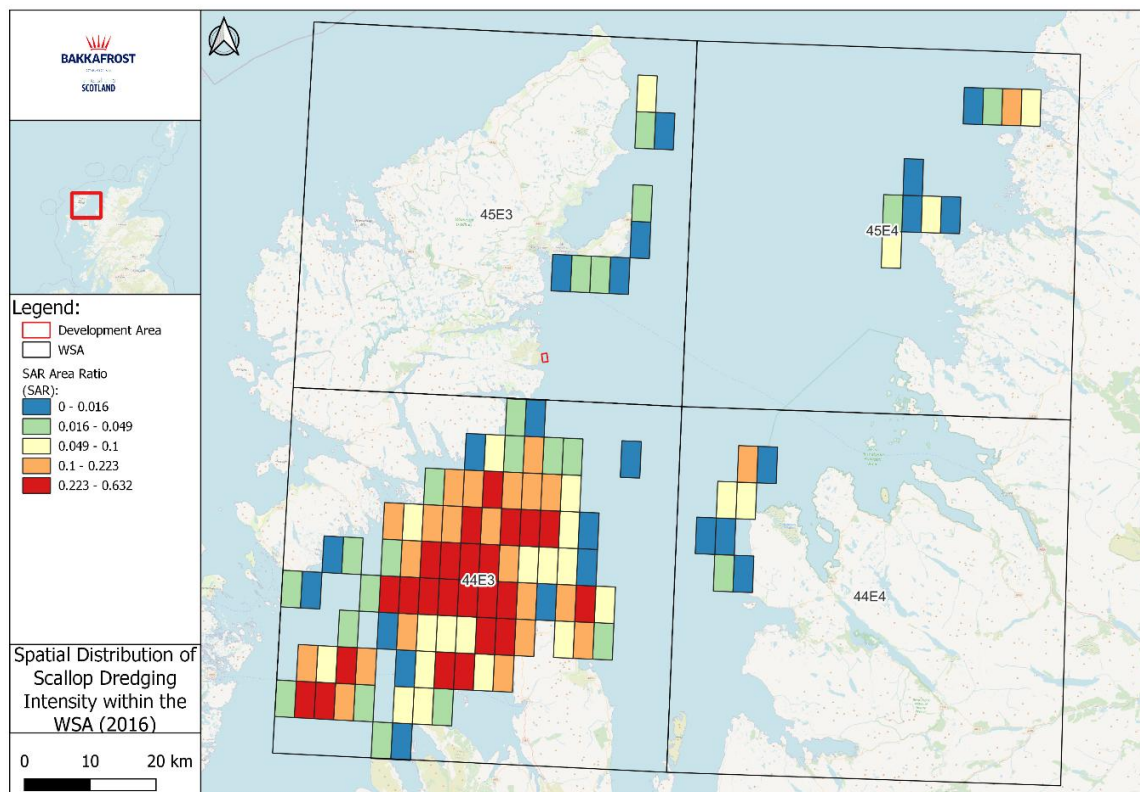 BAKKAFROST
SCOTLAND
Legend:
Development Area
WSA
SAR Area Ratio
(SAR):
0 - 0.016
0.016 - 0.049
0.049 - 0.1
0.1 - 0.223
0.223 - 0.632
Spatial Distribution of
Scallop Dredging
Intensity within the
WSA (2016)
0 10 20 km
45E3
45E4
44E3
44E4